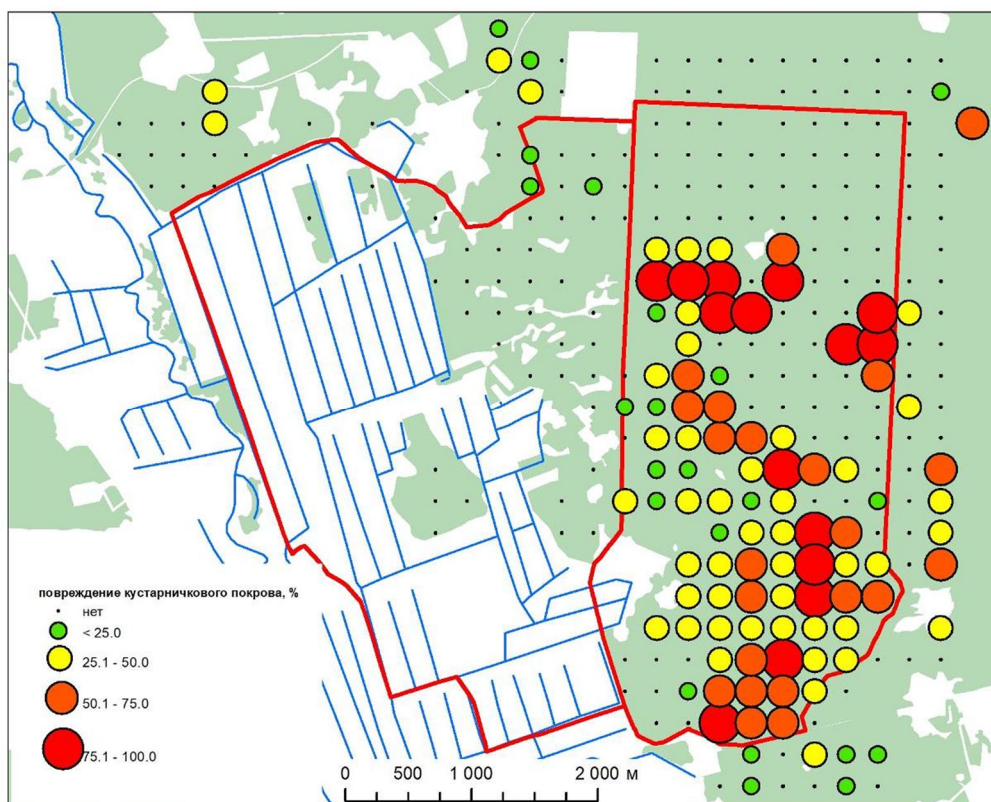 повреждение кустарничкового покрова, %
нет
< 25.0
25.1 - 50.0
50.1 - 75.0
75.1 - 100.0
0 500 1 000 2 000 м